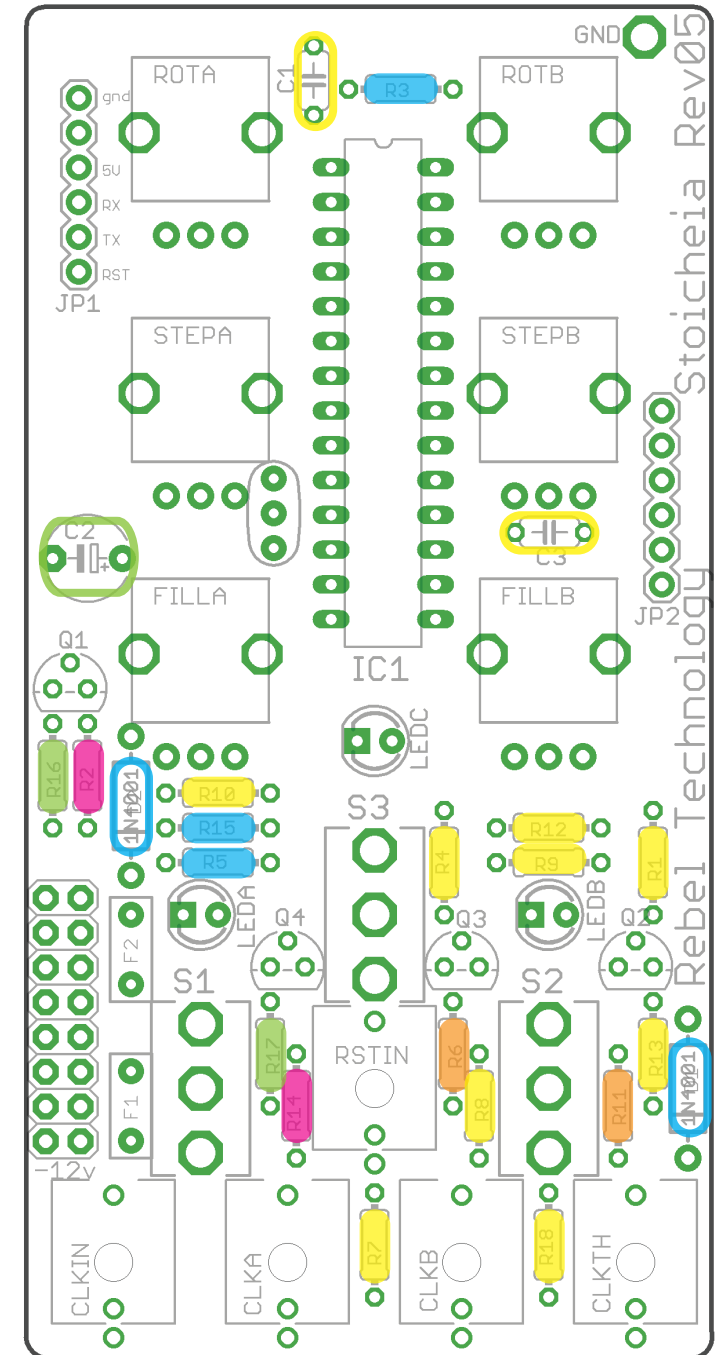 GND
ROTA
C1
R3
ROTB
Stoicheia Rev05
gnd
5V
RX
TX
RST
JP1
STEPA
STEPB
C2
+
C3
FILLA
FILLB
JP2
Q1
IC1
LEDC
Rebel Technology
R16
R2
1N4001
R10
R15
R5
S3
R4
R12
R9
R1
LEDA
Q4
Q3
LEDB
Q2
F2
S1
S2
RSTIN
R17
R14
R6
R8
R11
R13
1N4001
F1
-12v
CLKIN
CLKA
R7
CLKB
R18
CLKTH